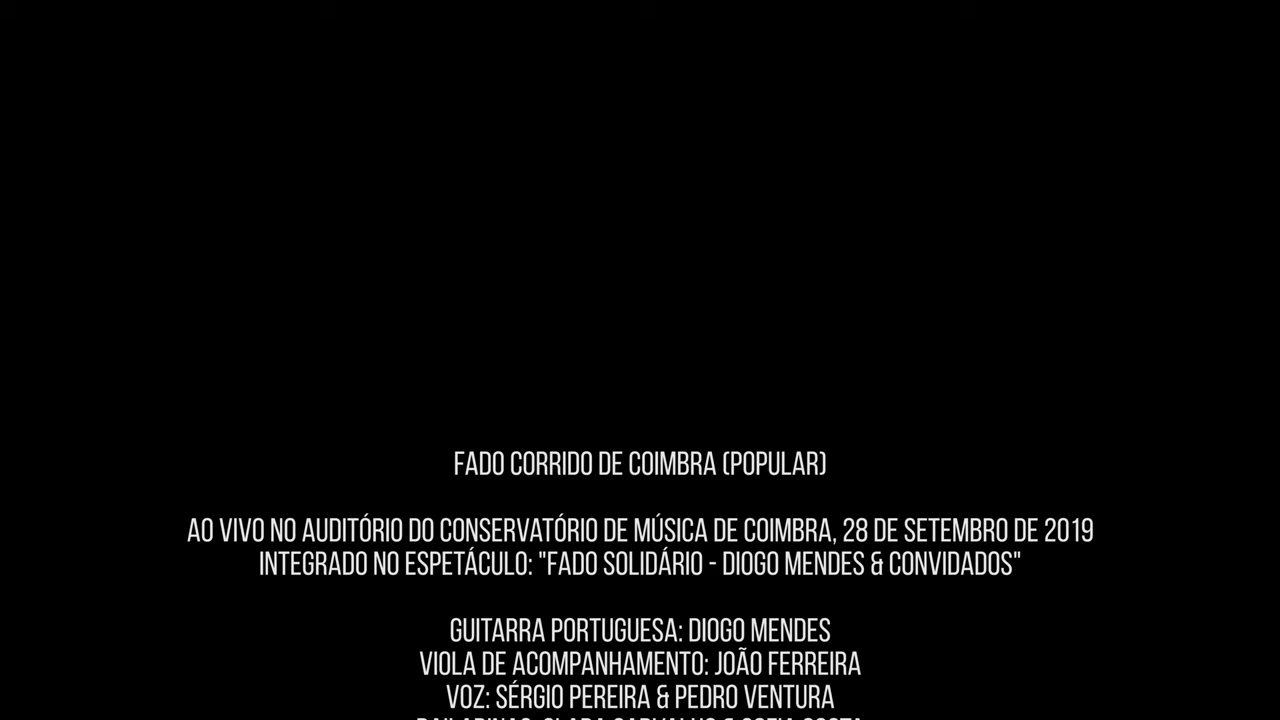 FADO CORRIDO DE COIMBRA (POPULAR)
AO VIVO NO AUDITÓRIO DO CONSERVATÓRIO DE MÚSICA DE COIMBRA, 28 DE SETEMBRO DE 2019
INTEGRADO NO ESPETÁCULO: "FADO SOLIDÁRIO - DIOGO MENDES & CONVIDADOS"
GUITARRA PORTUGUESA: DIOGO MENDES
VIOLA DE ACOMPANHAMENTO: JOÃO FERREIRA
VOZ: SÉRGIO PEREIRA & PEDRO VENTURA